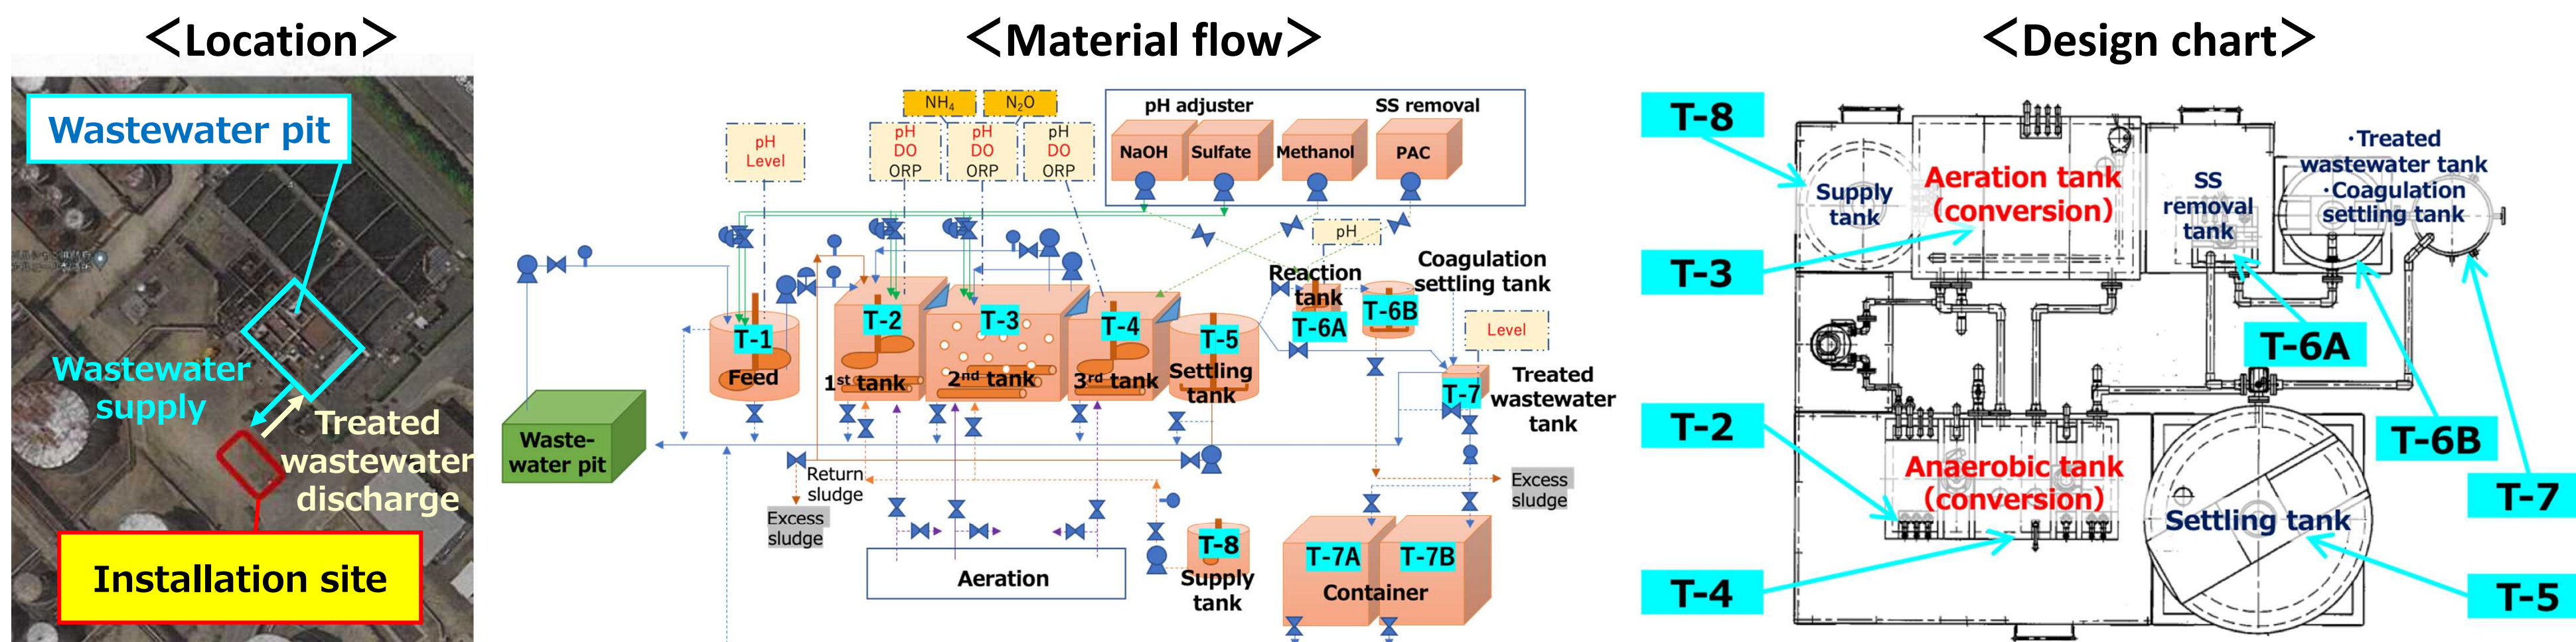 <Location>
Wastewater pit
Wastewater
supply
Treated
wastewater
discharge
Installation site
<Material flow>
NH₄
N₂O
pH
Level
pH
DO
ORP
pH
DO
ORP
pH
DO
ORP
pH adjuster
SS removal
NaOH
Sulfate
Methanol
PAC
pH
Reaction
tank
T-6A
Coagulation
settling tank
T-6B
Level
T-1
Feed
T-2
1st tank
T-3
2nd tank
T-4
3rd tank
T-5
Settling
tank
T-7
Treated
wastewater
tank
Waste-
water pit
Return
sludge
Excess
sludge
Excess
sludge
Aeration
T-8
Supply
tank
T-7A
T-7B
Container
<Design chart>
T-8
T-3
T-2
T-4
Supply
tank
Aeration tank
(conversion)
SS
removal
tank
・Treated
wastewater tank
・Coagulation
settling tank
T-6A
T-6B
T-7
Anaerobic tank
(conversion)
Settling tank
T-5